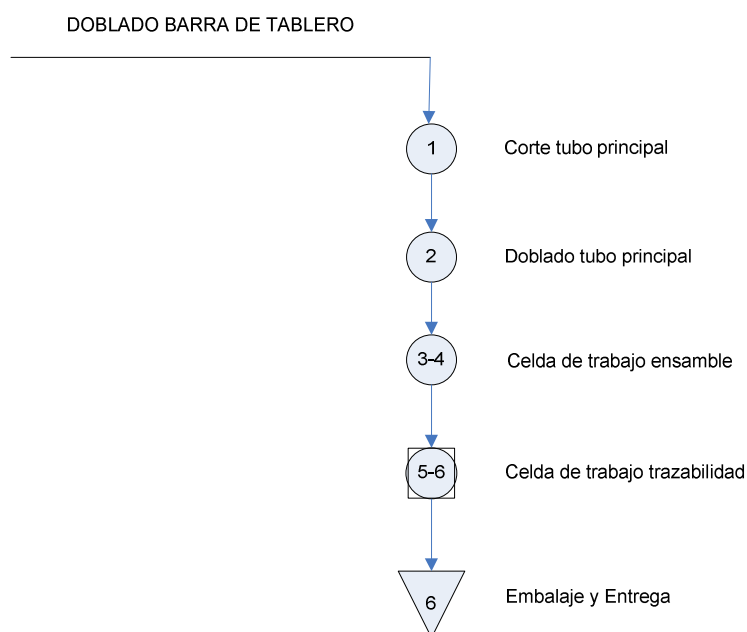 DOBLADO BARRA DE TABLERO
1 Corte tubo principal
2 Doblado tubo principal
3-4 Celda de trabajo ensamble
5-6 Celda de trabajo trazabilidad
6 Embalaje y Entrega